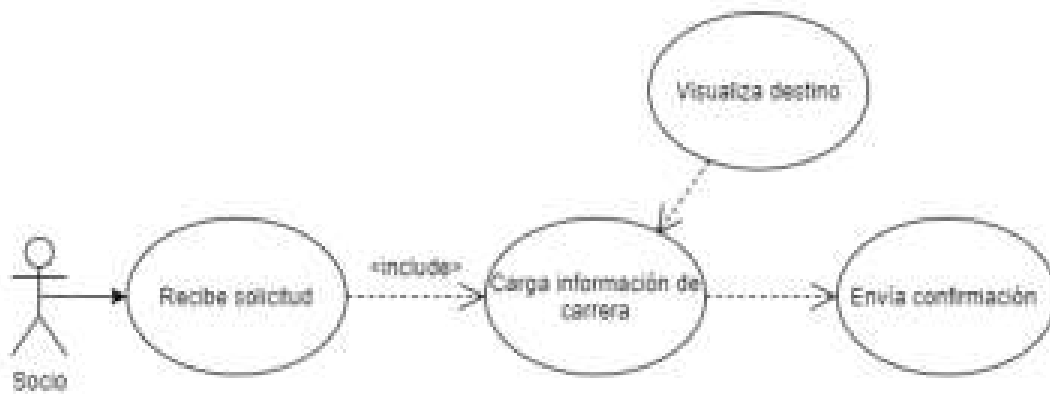 Visualiza destino
<include>
Recibe solicitud
Carga información de
carrera
Envía confirmación
Socio